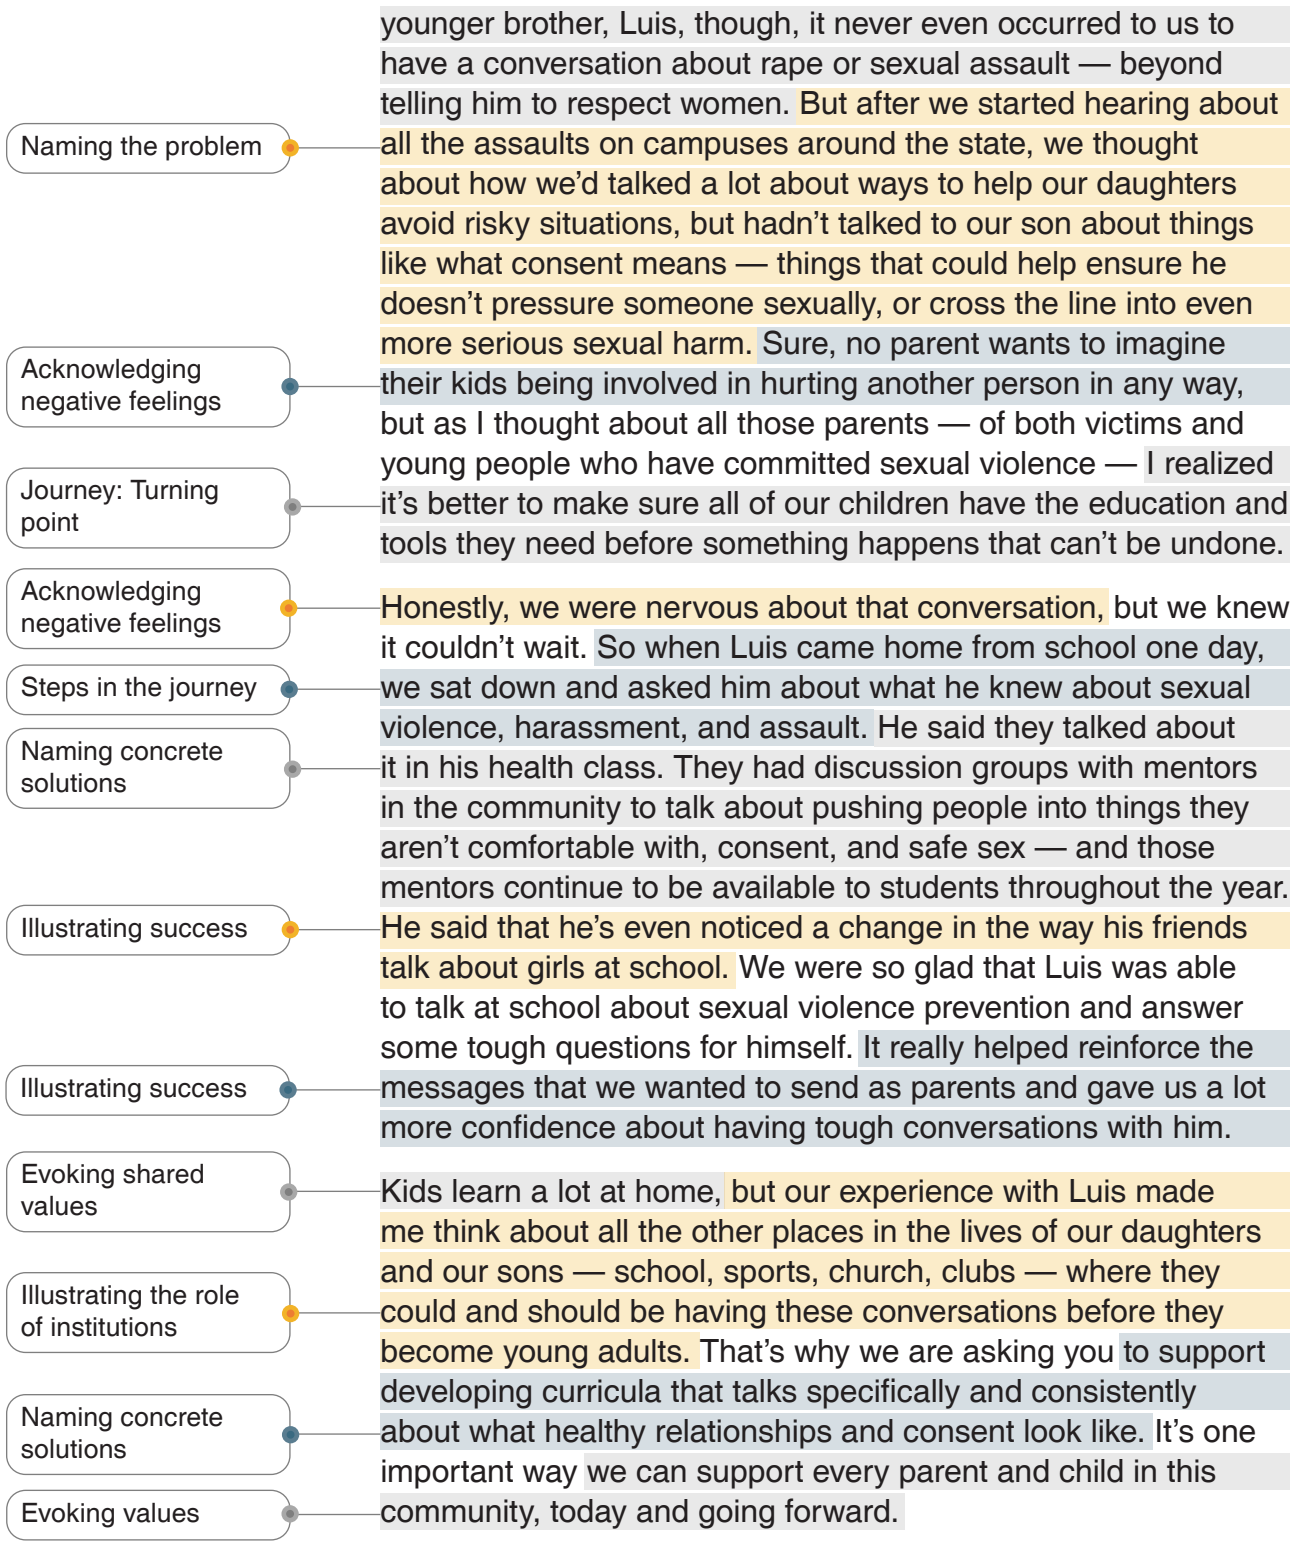 younger brother, Luis, though, it never even occurred to us to
have a conversation about rape or sexual assault — beyond
telling him to respect women. But after we started hearing about
Naming the problem
all the assaults on campuses around the state, we thought
about how we’d talked a lot about ways to help our daughters
avoid risky situations, but hadn’t talked to our son about things
like what consent means — things that could help ensure he
doesn’t pressure someone sexually, or cross the line into even
more serious sexual harm. Sure, no parent wants to imagine
Acknowledging
negative feelings
their kids being involved in hurting another person in any way,
but as I thought about all those parents — of both victims and
young people who have committed sexual violence — I realized
Journey: Turning
point
it’s better to make sure all of our children have the education and
tools they need before something happens that can’t be undone.
Acknowledging
negative feelings
Honestly, we were nervous about that conversation, but we knew
it couldn’t wait. So when Luis came home from school one day,
Steps in the journey
we sat down and asked him about what he knew about sexual
violence, harassment, and assault. He said they talked about
Naming concrete
solutions
it in his health class. They had discussion groups with mentors
in the community to talk about pushing people into things they
aren’t comfortable with, consent, and safe sex — and those
mentors continue to be available to students throughout the year.
Illustrating success
He said that he’s even noticed a change in the way his friends
talk about girls at school. We were so glad that Luis was able
to talk at school about sexual violence prevention and answer
some tough questions for himself. It really helped reinforce the
Illustrating success
messages that we wanted to send as parents and gave us a lot
more confidence about having tough conversations with him.
Evoking shared
values
Kids learn a lot at home, but our experience with Luis made
me think about all the other places in the lives of our daughters
and our sons — school, sports, church, clubs — where they
Illustrating the role
of institutions
could and should be having these conversations before they
become young adults. That’s why we are asking you to support
developing curricula that talks specifically and consistently
Naming concrete
solutions
about what healthy relationships and consent look like. It’s one
important way we can support every parent and child in this
Evoking values
community, today and going forward.